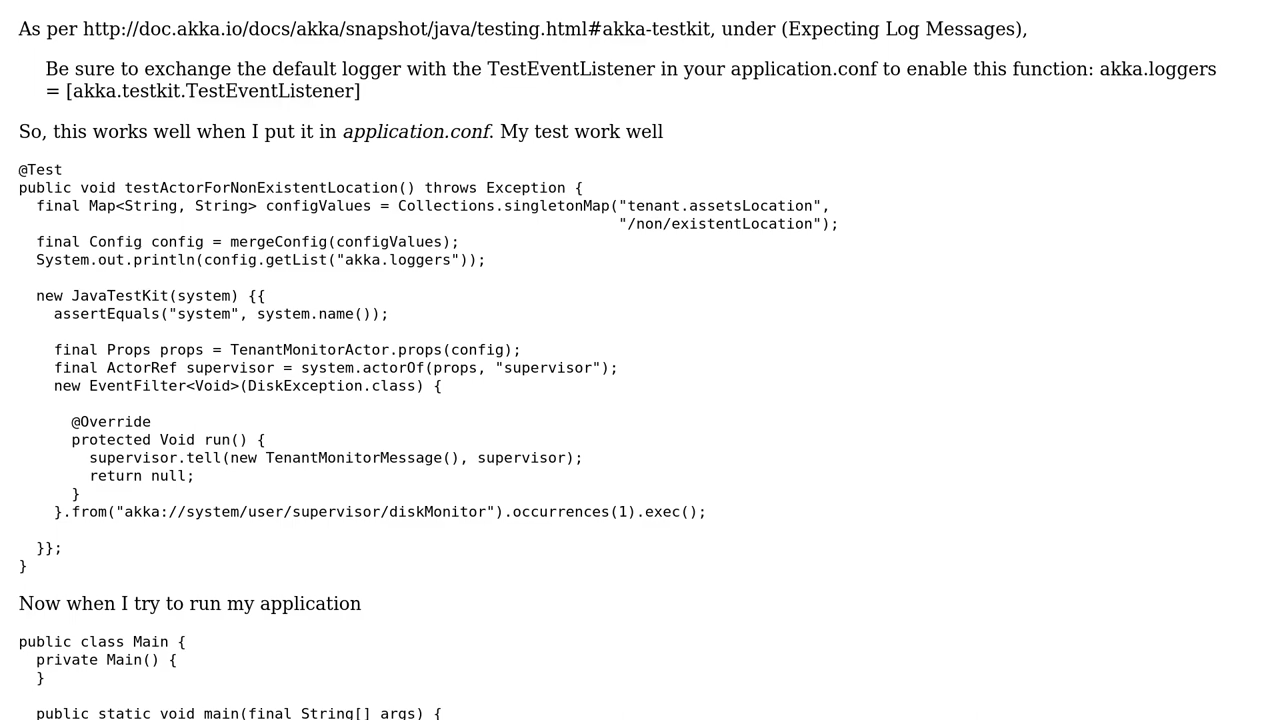 As per http://doc.akka.io/docs/akka/snapshot/java/testing.html#akka-testkit, under (Expecting Log Messages),
Be sure to exchange the default logger with the TestEventListener in your application.conf to enable this function: akka.loggers
= [akka.testkit.TestEventListener]
So, this works well when I put it in application.conf. My test work well
@Test
public void testActorForNonExistentLocation() throws Exception {
  final Map<String, String> configValues = Collections.singletonMap("tenant.assetsLocation",
                                                                    "/non/existentLocation");
  final Config config = mergeConfig(configValues);
  System.out.println(config.getList("akka.loggers"));
  new JavaTestKit(system) {{
    assertEquals("system", system.name());
    final Props props = TenantMonitorActor.props(config);
    final ActorRef supervisor = system.actorOf(props, "supervisor");
    new EventFilter<Void>(DiskException.class) {
      @Override
      protected Void run() {
        supervisor.tell(new TenantMonitorMessage(), supervisor);
        return null;
      }
    }.from("akka://system/user/supervisor/diskMonitor").occurrences(1).exec();
  }};
}
Now when I try to run my application
public class Main {
  private Main() {
  }
  public static void main(final String[] args) {